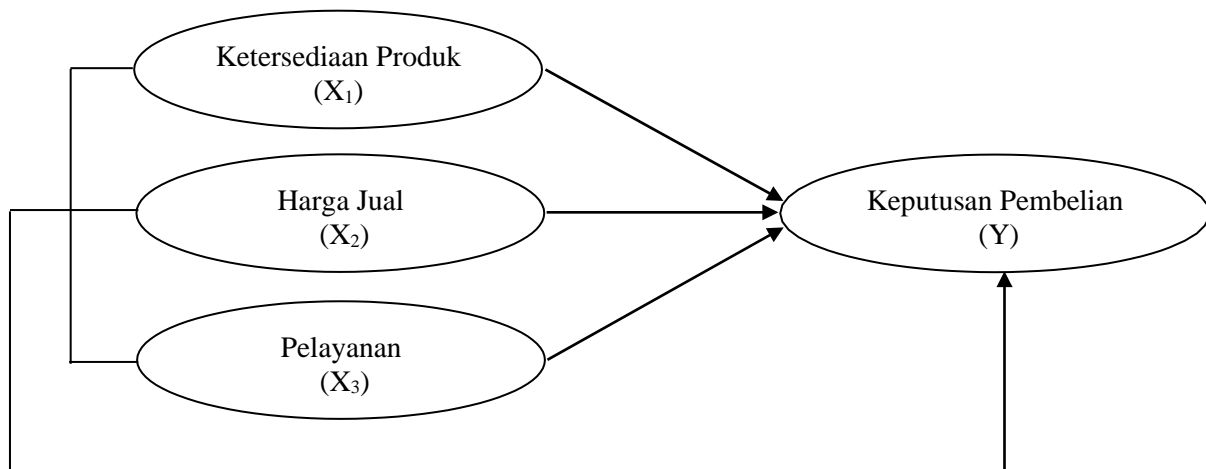 Ketersediaan Produk
(X₁)
Harga Jual
(X₂)
Pelayanan
(X₃)
Keputusan Pembelian
(Y)